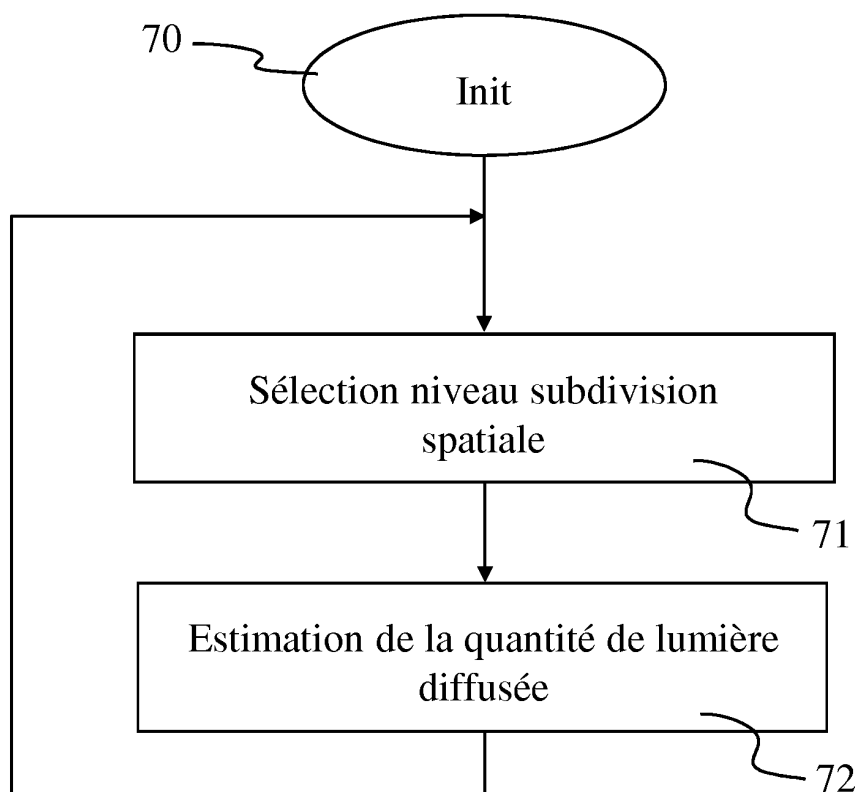 70
Init
Sélection niveau subdivision
spatiale
71
Estimation de la quantité de lumière
diffusée
72